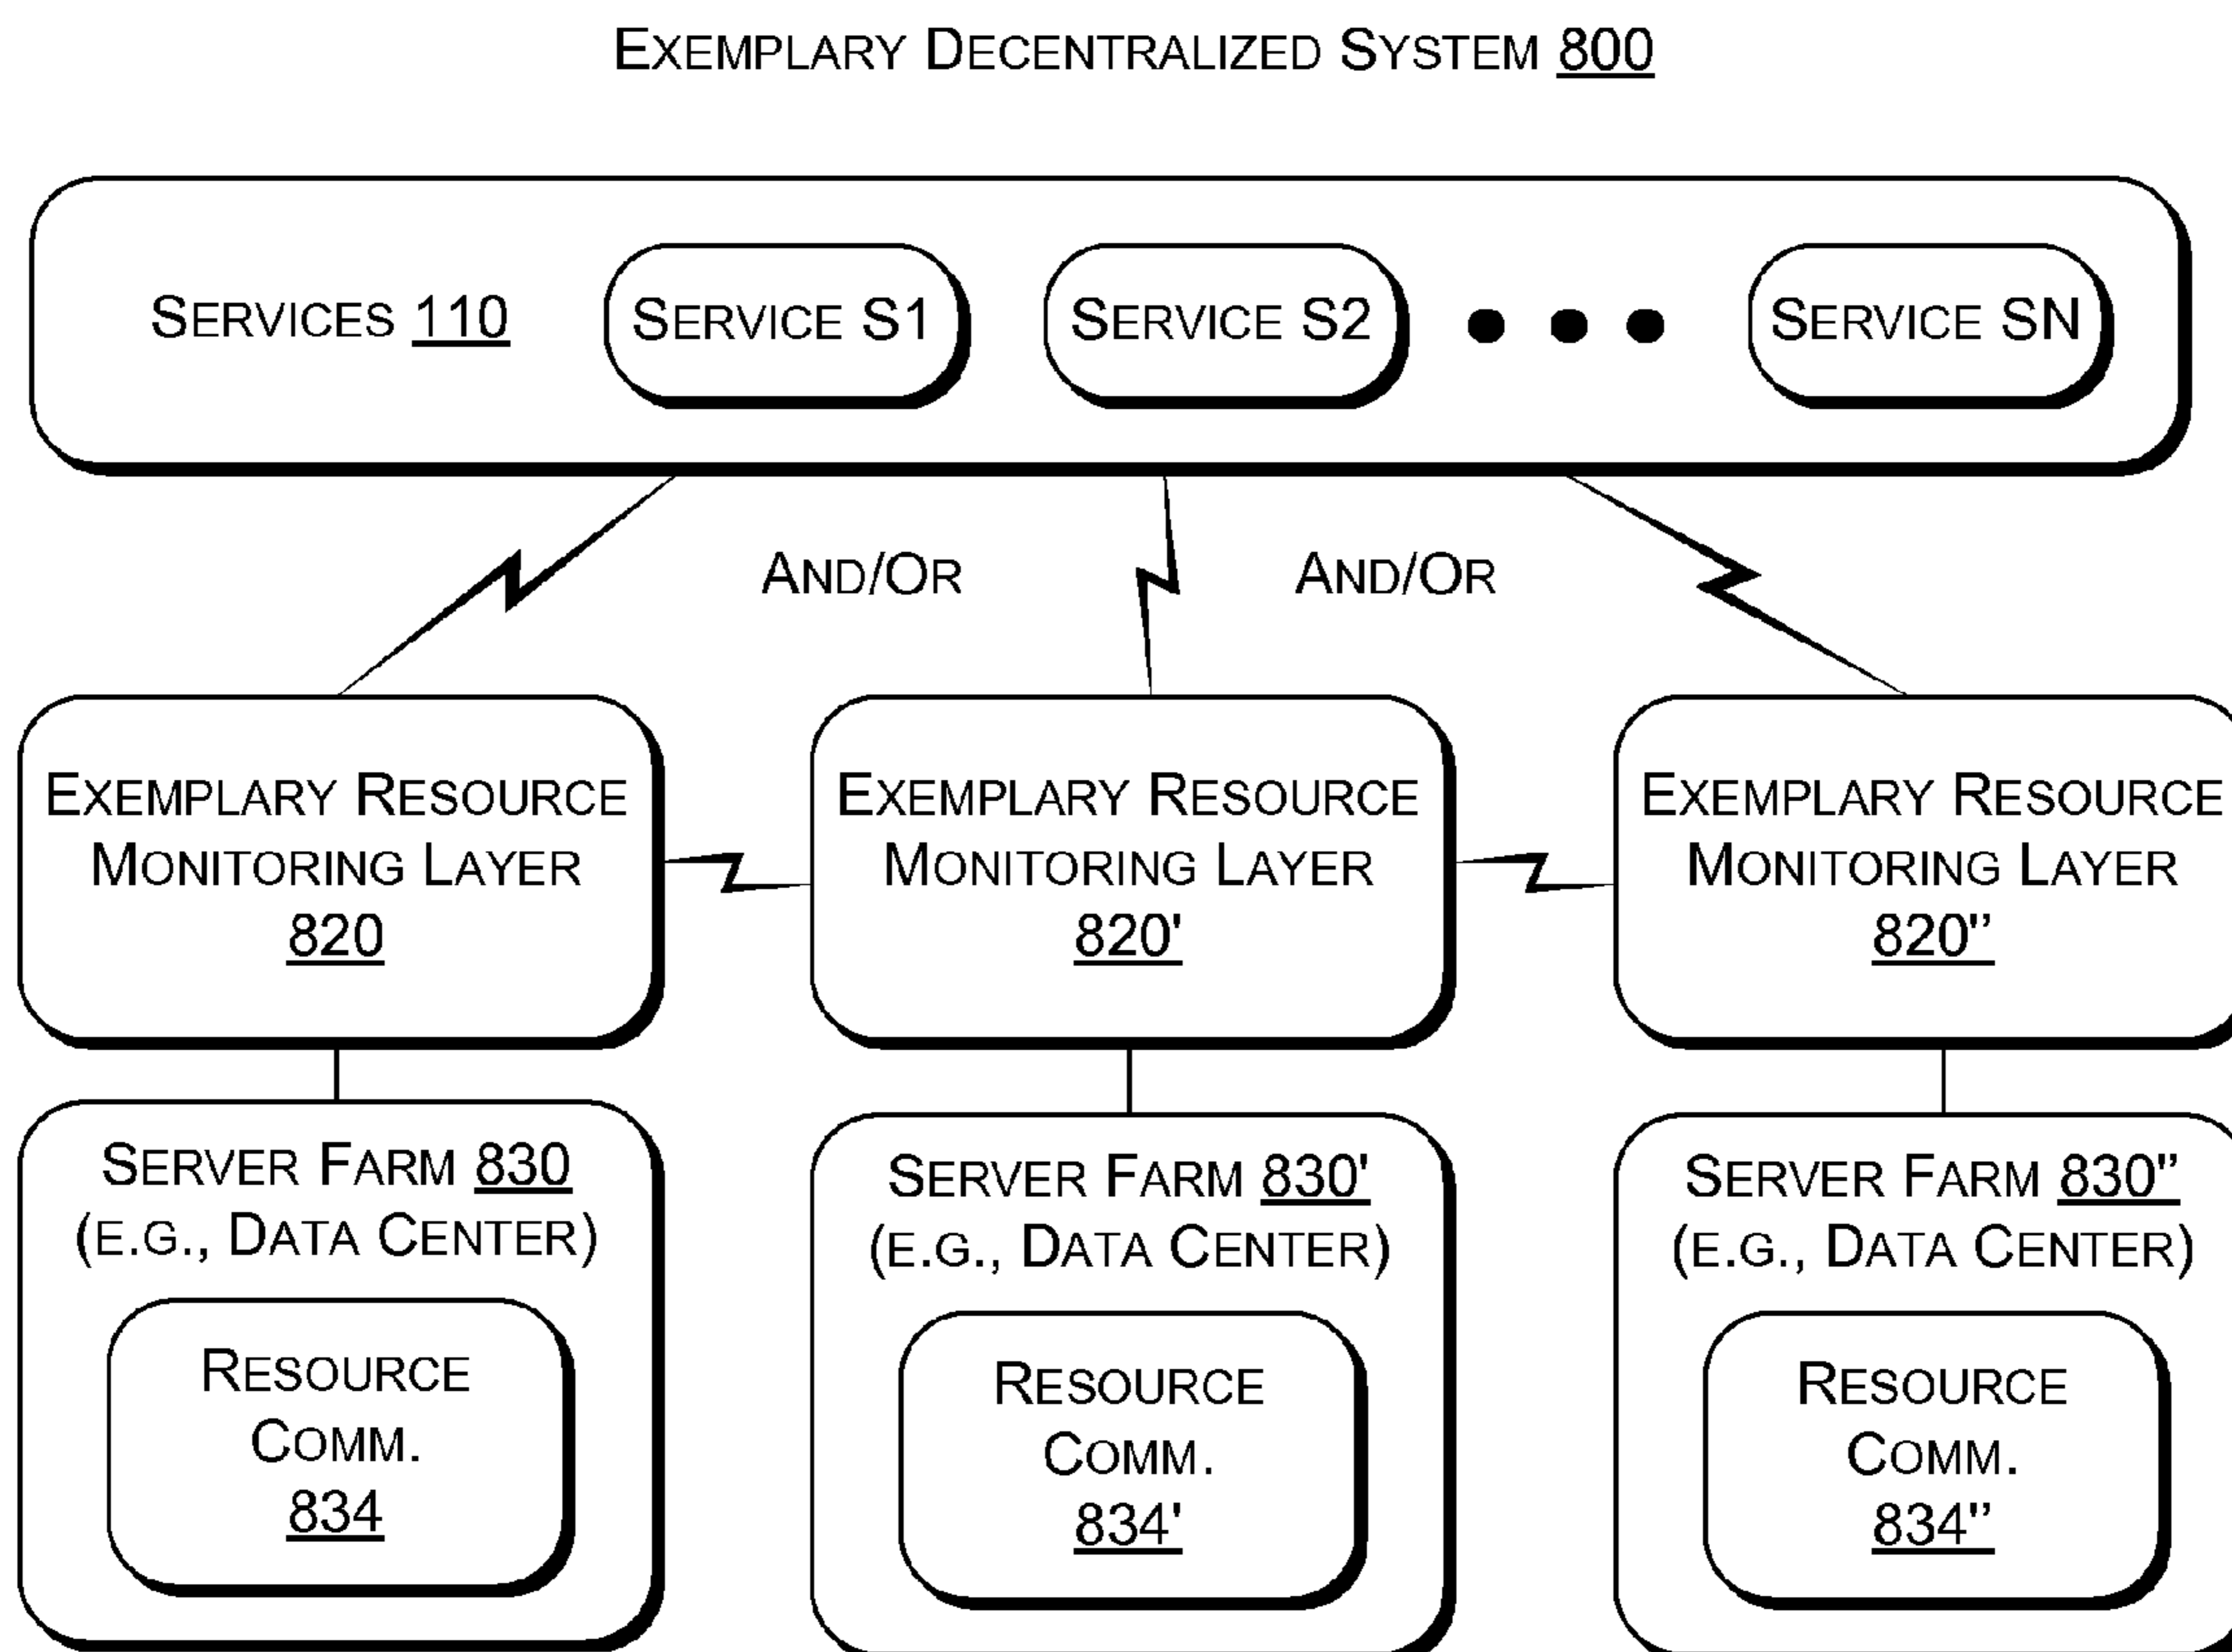 EXEMPLARY DECENTRALIZED SYSTEM 800
SERVICES 110
SERVICE S1
SERVICE S2
SERVICE SN
AND/OR
AND/OR
EXEMPLARY RESOURCE
MONITORING LAYER
820
EXEMPLARY RESOURCE
MONITORING LAYER
820'
EXEMPLARY RESOURCE
MONITORING LAYER
820''
SERVER FARM 830
(E.G., DATA CENTER)
RESOURCE
COMM.
834
SERVER FARM 830'
(E.G., DATA CENTER)
RESOURCE
COMM.
834'
SERVER FARM 830"
(E.G., DATA CENTER)
RESOURCE
COMM.
834''